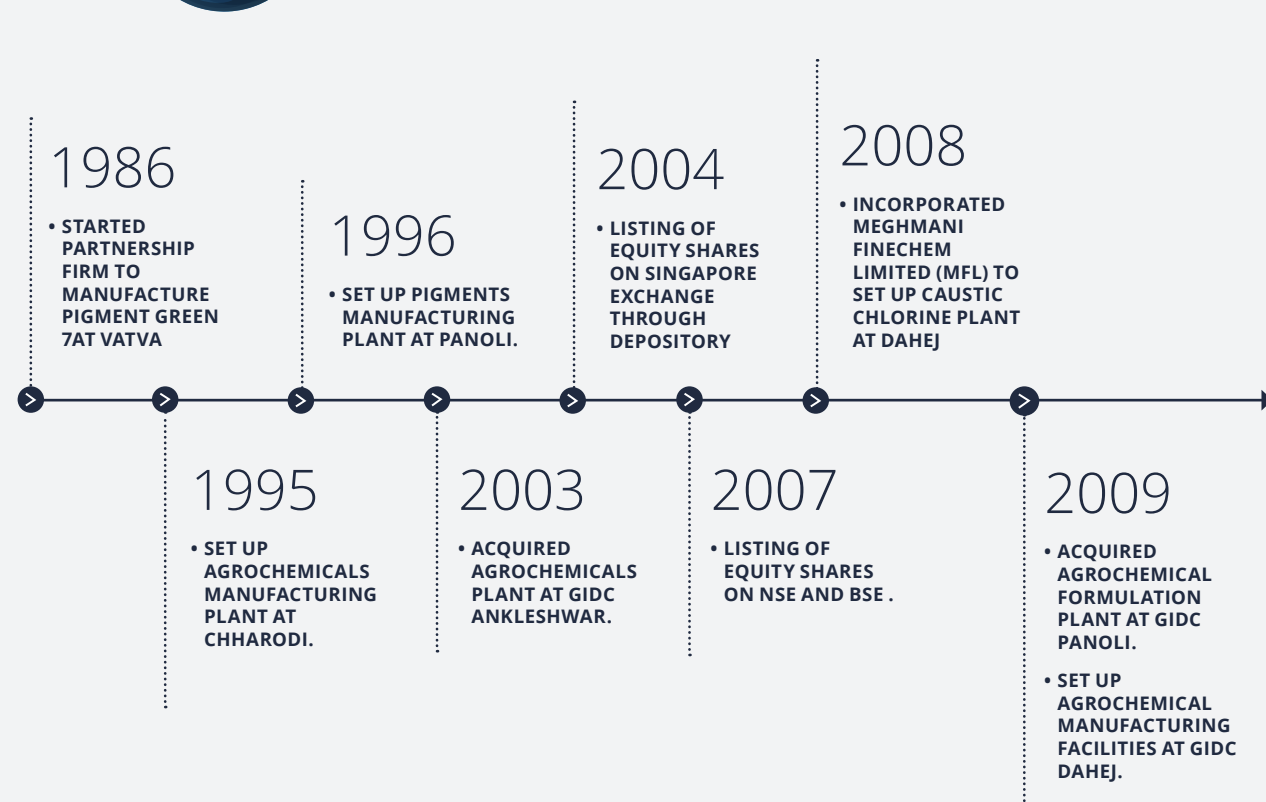 1986
• STARTED
PARTNERSHIP
FIRM TO
MANUFACTURE
PIGMENT GREEN
7AT VATVA
1996
• SET UP PIGMENTS
MANUFACTURING
PLANT AT PANOLI.
2004
• LISTING OF
EQUITY SHARES
ON SINGAPORE
EXCHANGE
THROUGH
DEPOSITORY
2008
• INCORPORATED
MEGHMANI
FINECHEM
LIMITED (MFL) TO
SET UP CAUSTIC
CHLORINE PLANT
AT DAHEJ
1995
• SET UP
AGROCHEMICALS
MANUFACTURING
PLANT AT
CHHARODI.
2003
• ACQUIRED
AGROCHEMICALS
PLANT AT GIDC
ANKLESHWAR.
2007
• LISTING OF
EQUITY SHARES
ON NSE AND BSE .
2009
• ACQUIRED
AGROCHEMICAL
FORMULATION
PLANT AT GIDC
PANOLI.
• SET UP
AGROCHEMICAL
MANUFACTURING
FACILITIES AT GIDC
DAHEJ.